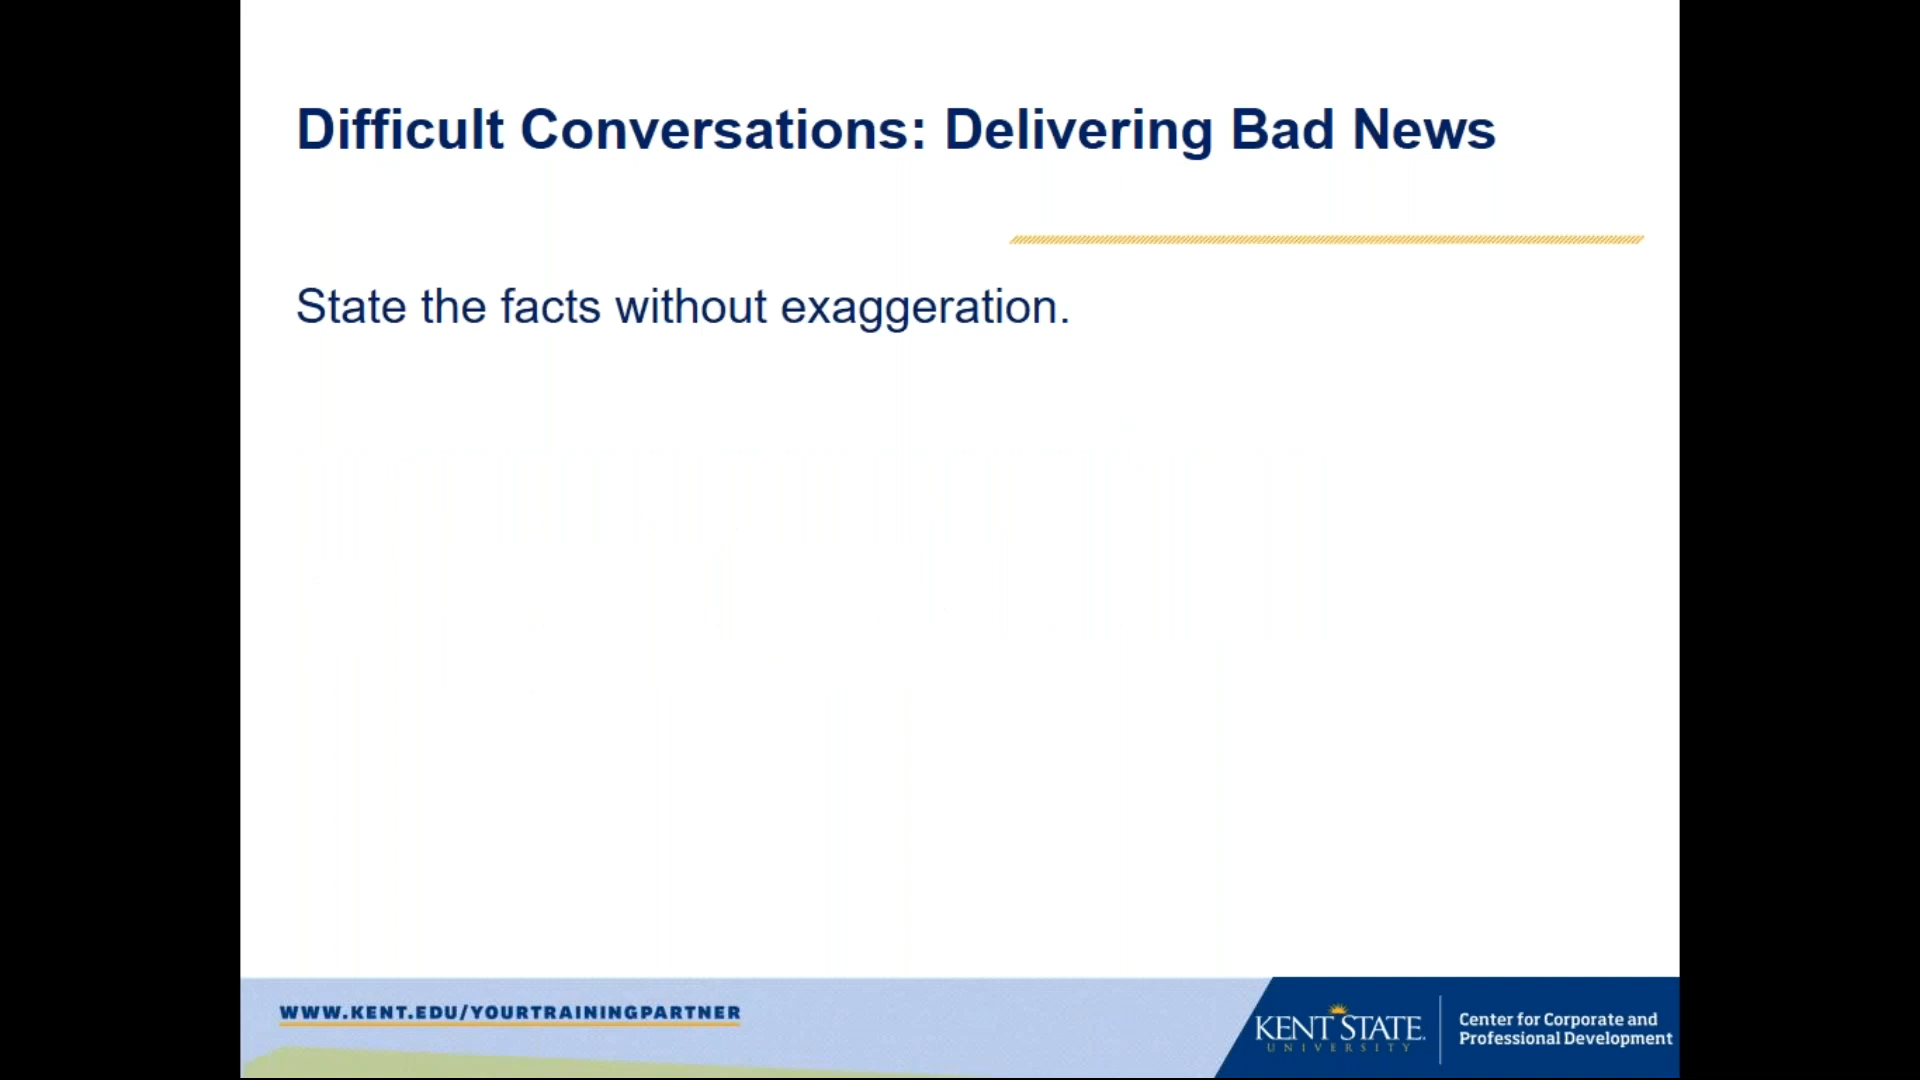 Difficult Conversations: Delivering Bad News
State the facts without exaggeration.
WWW.KENT.EDU/YOURTRAININGPARTNER
KENT STATE
UNIVERSITY
Center for Corporate and
Professional Development